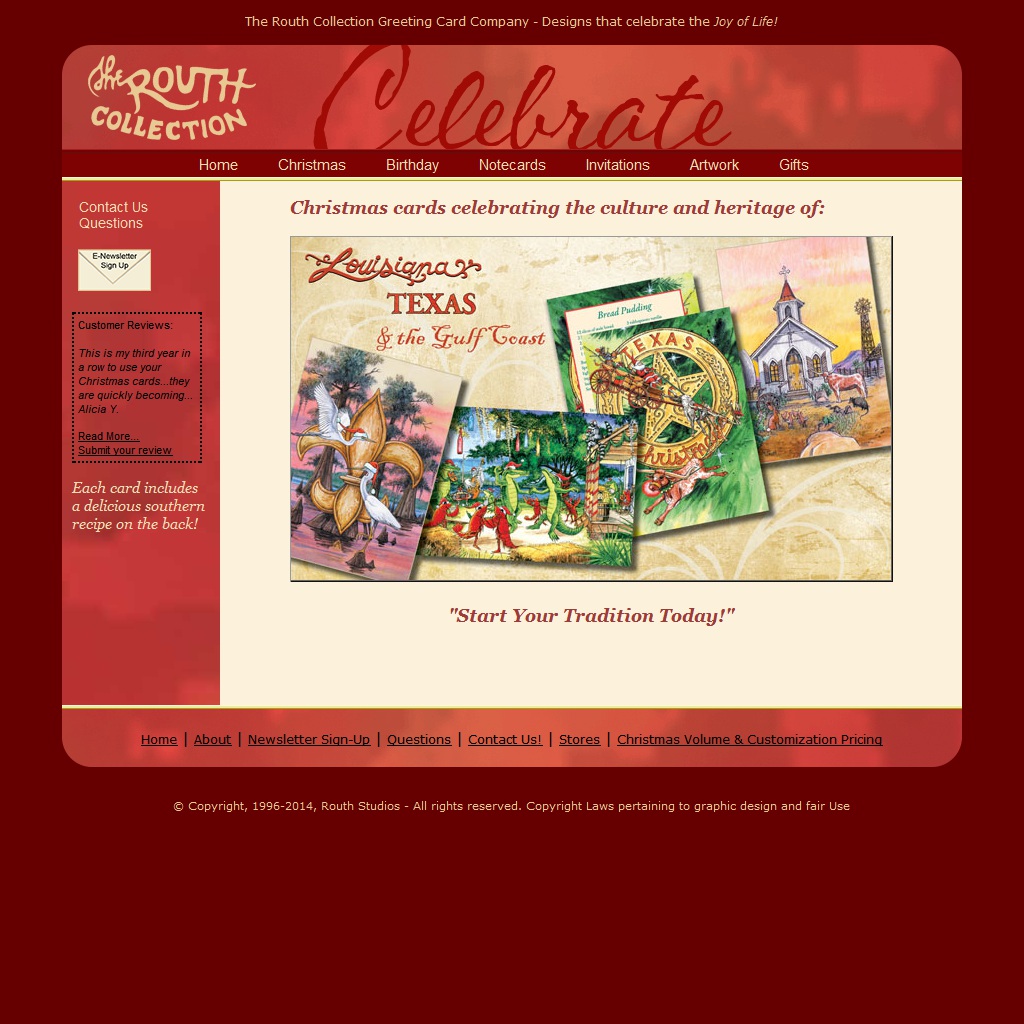 The Routh Collection Greeting Card Company - Designs that celebrate the Joy of Life!
the ROUTH
COLLECTION
Celebrate
Home Christmas Birthday Notecards Invitations Artwork Gifts
Contact Us
Questions
E-Newsletter
Sign Up
Customer Reviews:
This is my third year in
a row to use your
Christmas cards...they
are quickly becoming...
Alicia Y.
Read More...
Submit your review
Each card includes
a delicious southern
recipe on the back!
Christmas cards celebrating the culture and heritage of:
Louisiana
TEXAS
& the Gulf Coast
Bread Pudding
TEXAS
Christmas
"Start Your Tradition Today!"
Home | About | Newsletter Sign-Up | Questions | Contact Us! | Stores | Christmas Volume & Customization Pricing
© Copyright, 1996-2014, Routh Studios - All rights reserved. Copyright Laws pertaining to graphic design and fair Use